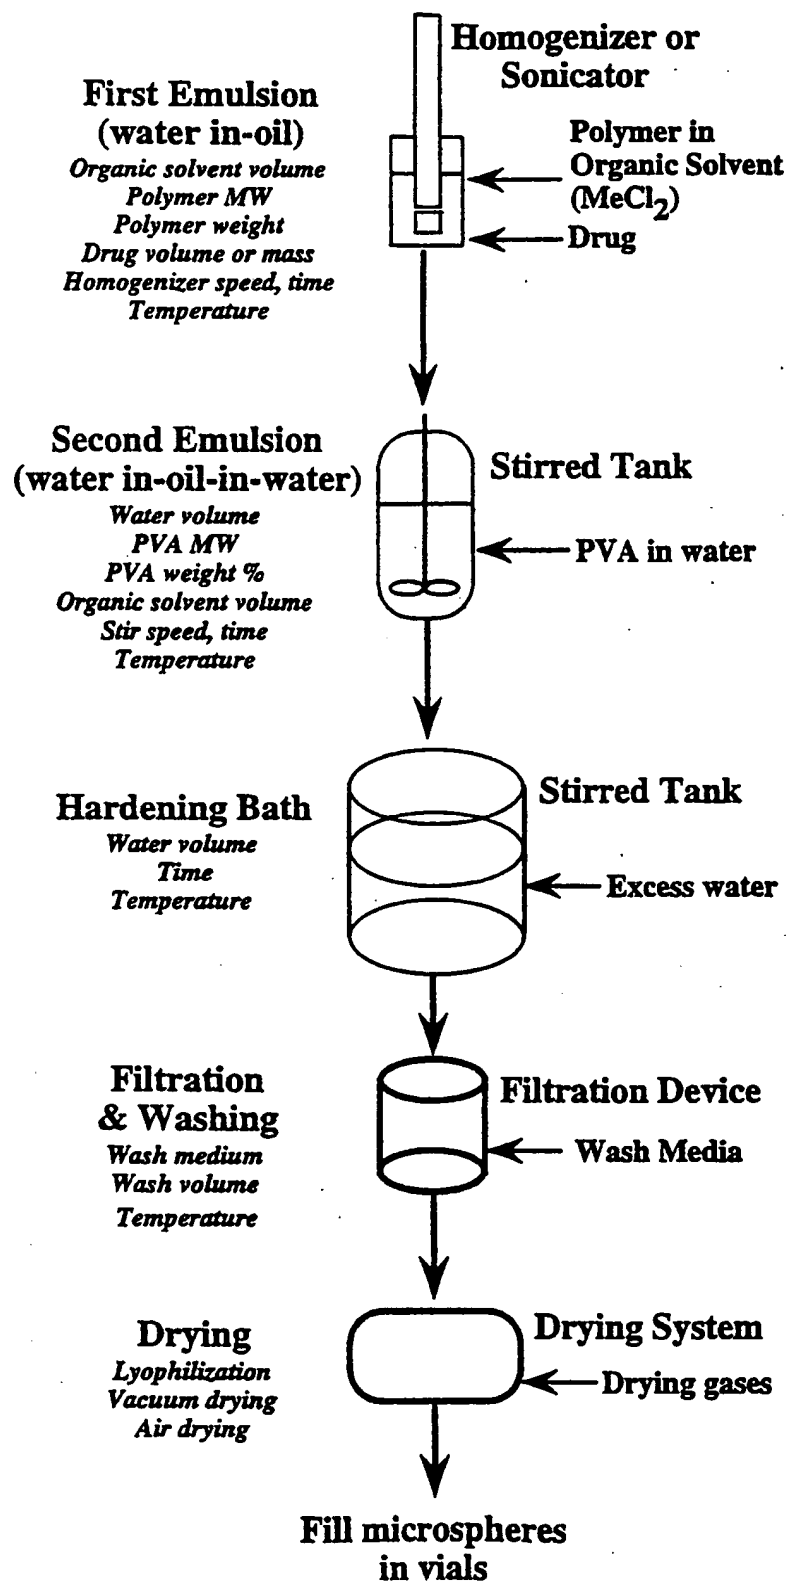 Homogenizer or
Sonicator
First Emulsion
(water in-oil)
Organic solvent volume
Polymer MW
Polymer weight
Drug volume or mass
Homogenizer speed, time
Temperature
Polymer in
Organic Solvent
(MeCl2)
Drug
Second Emulsion
(water in-oil-in-water)
Water volume
PVA MW
PVA weight %
Organic solvent volume
Stir speed, time
Temperature
Stirred Tank
PVA in water
Hardening Bath
Water volume
Time
Temperature
Stirred Tank
Excess water
Filtration
& Washing
Wash medium
Wash volume
Temperature
Filtration Device
Wash Media
Drying
Lyophilization
Vacuum drying
Air drying
Drying System
Drying gases
Fill microspheres
in vials